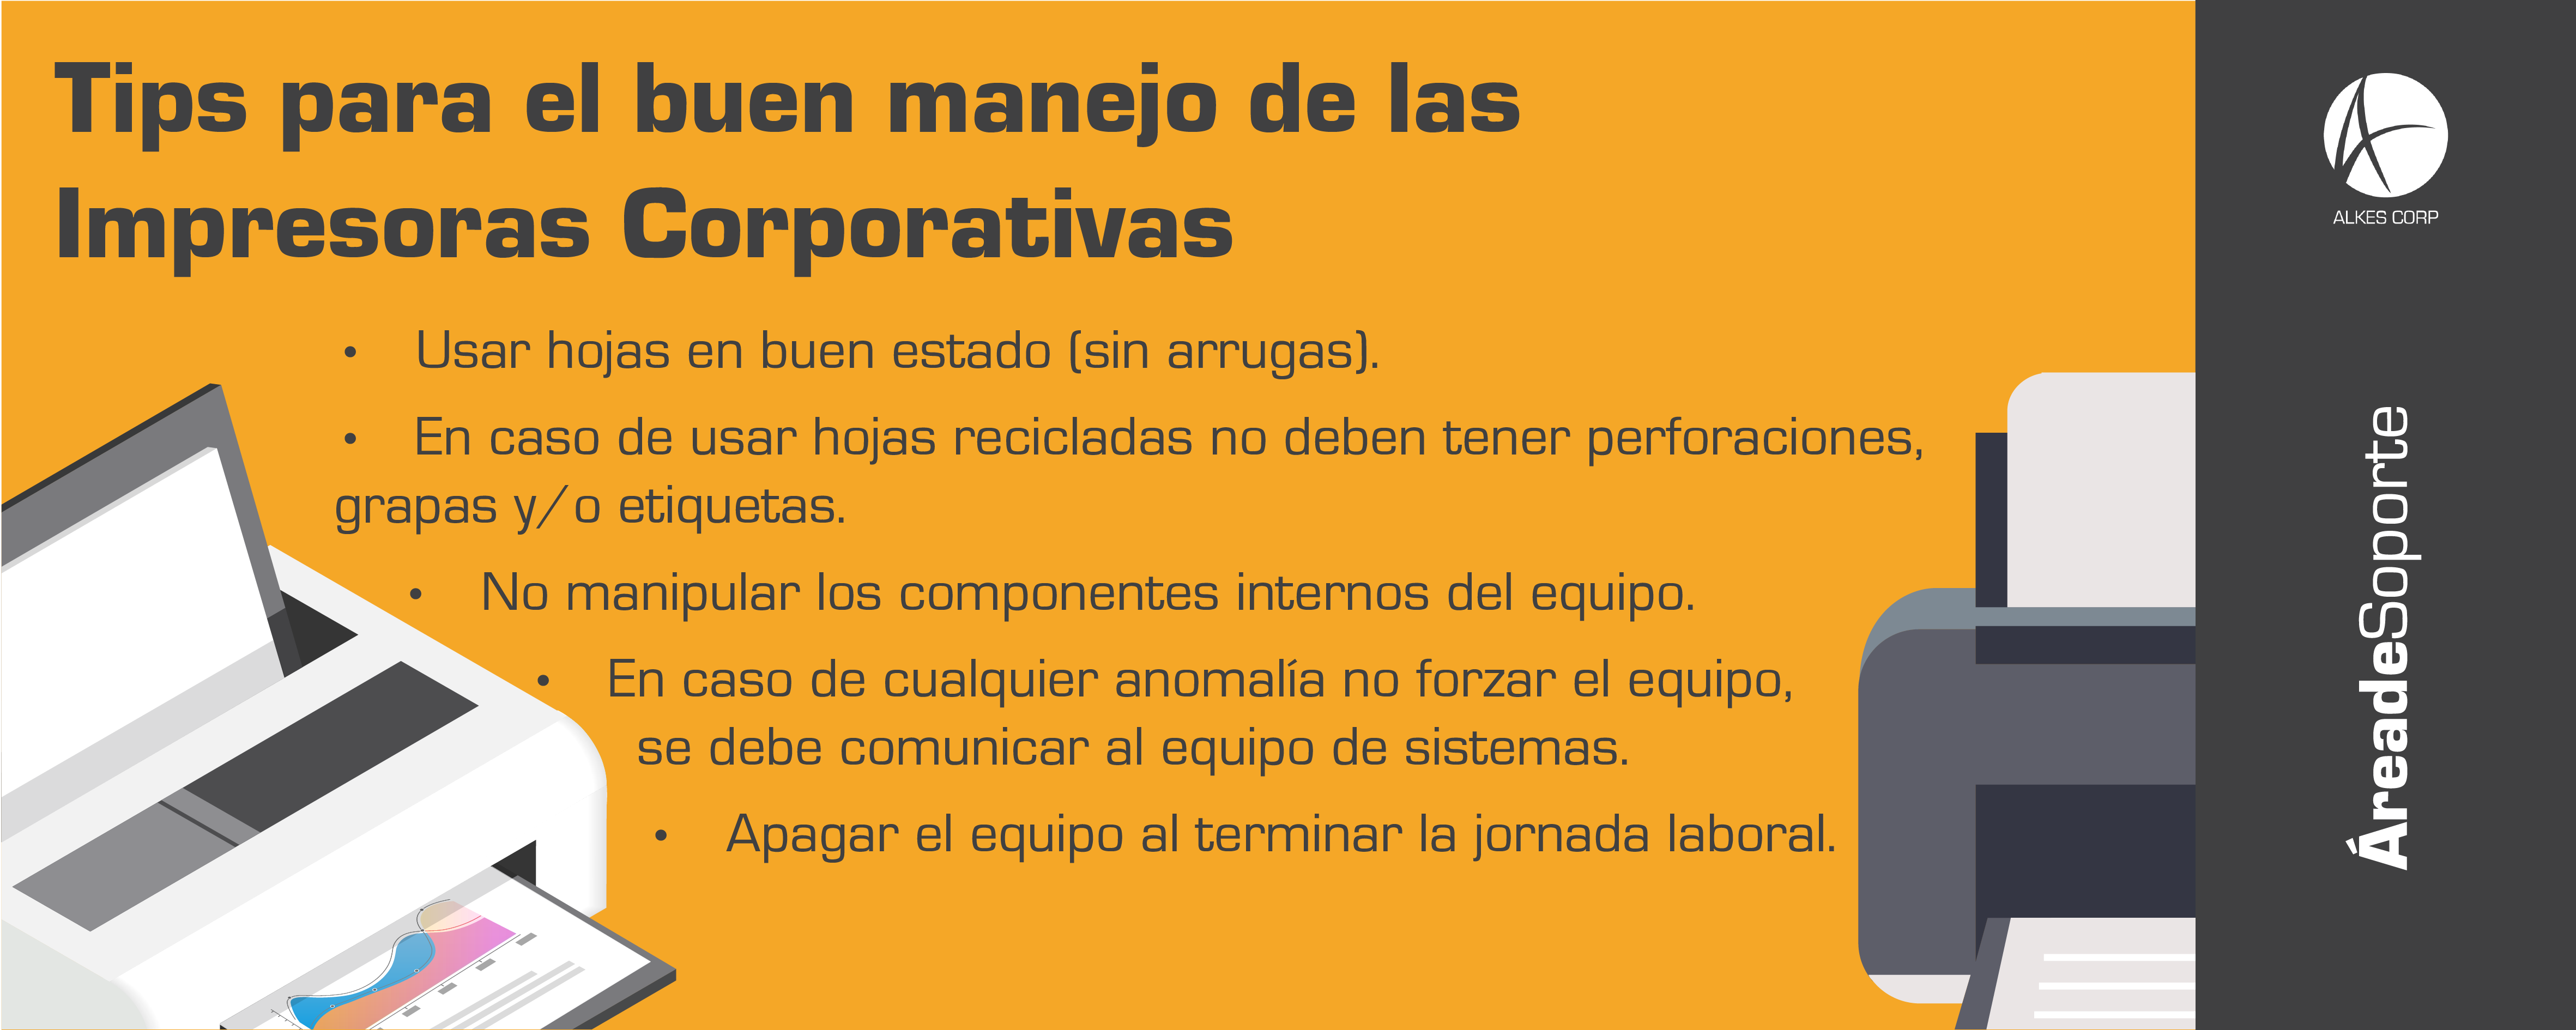 Tips para el buen manejo de las
Impresoras Corporativas
• Usar hojas en buen estado (sin arrugas).
• En caso de usar hojas recicladas no deben tener perforaciones,
grapas y/o etiquetas.
• No manipular los componentes internos del equipo.
• En caso de cualquier anomalía no forzar el equipo,
se debe comunicar al equipo de sistemas.
• Apagar el equipo al terminar la jornada laboral.
ALKES CORP
ÁreadeSoporte